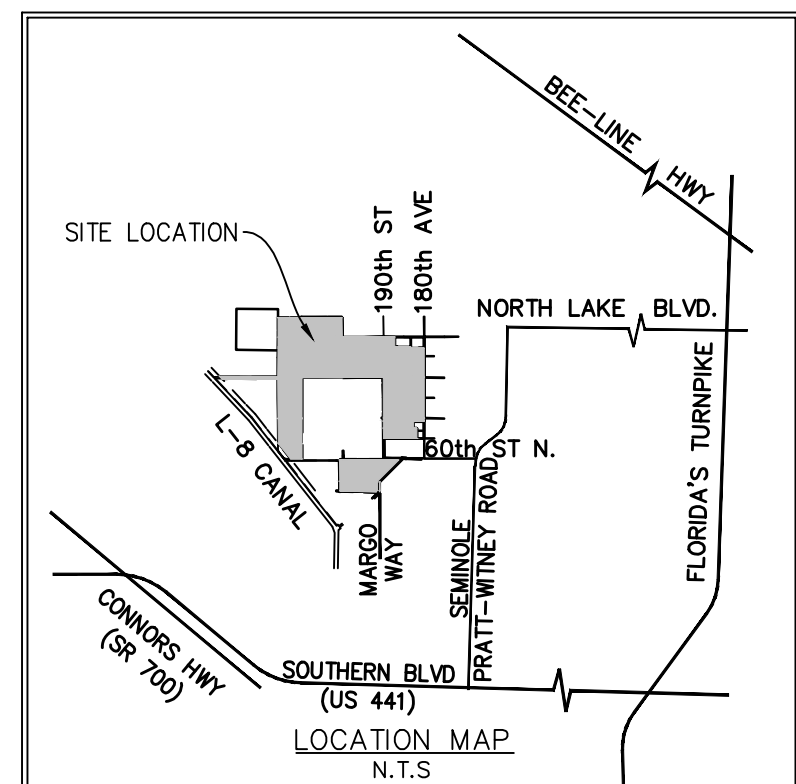 BEE-LINE
HWY
190th ST
180th AVE
SITE LOCATION
NORTH LAKE BLVD.
FLORIDA'S TURNPIKE
60th ST N.
L-8 CANAL
SEMINOLE
PRATT-WITNEY ROAD
MARGO
WAY
CONNORS HWY
(SR 700)
SOUTHERN BLVD
(US 441)
LOCATION MAP
N.T.S